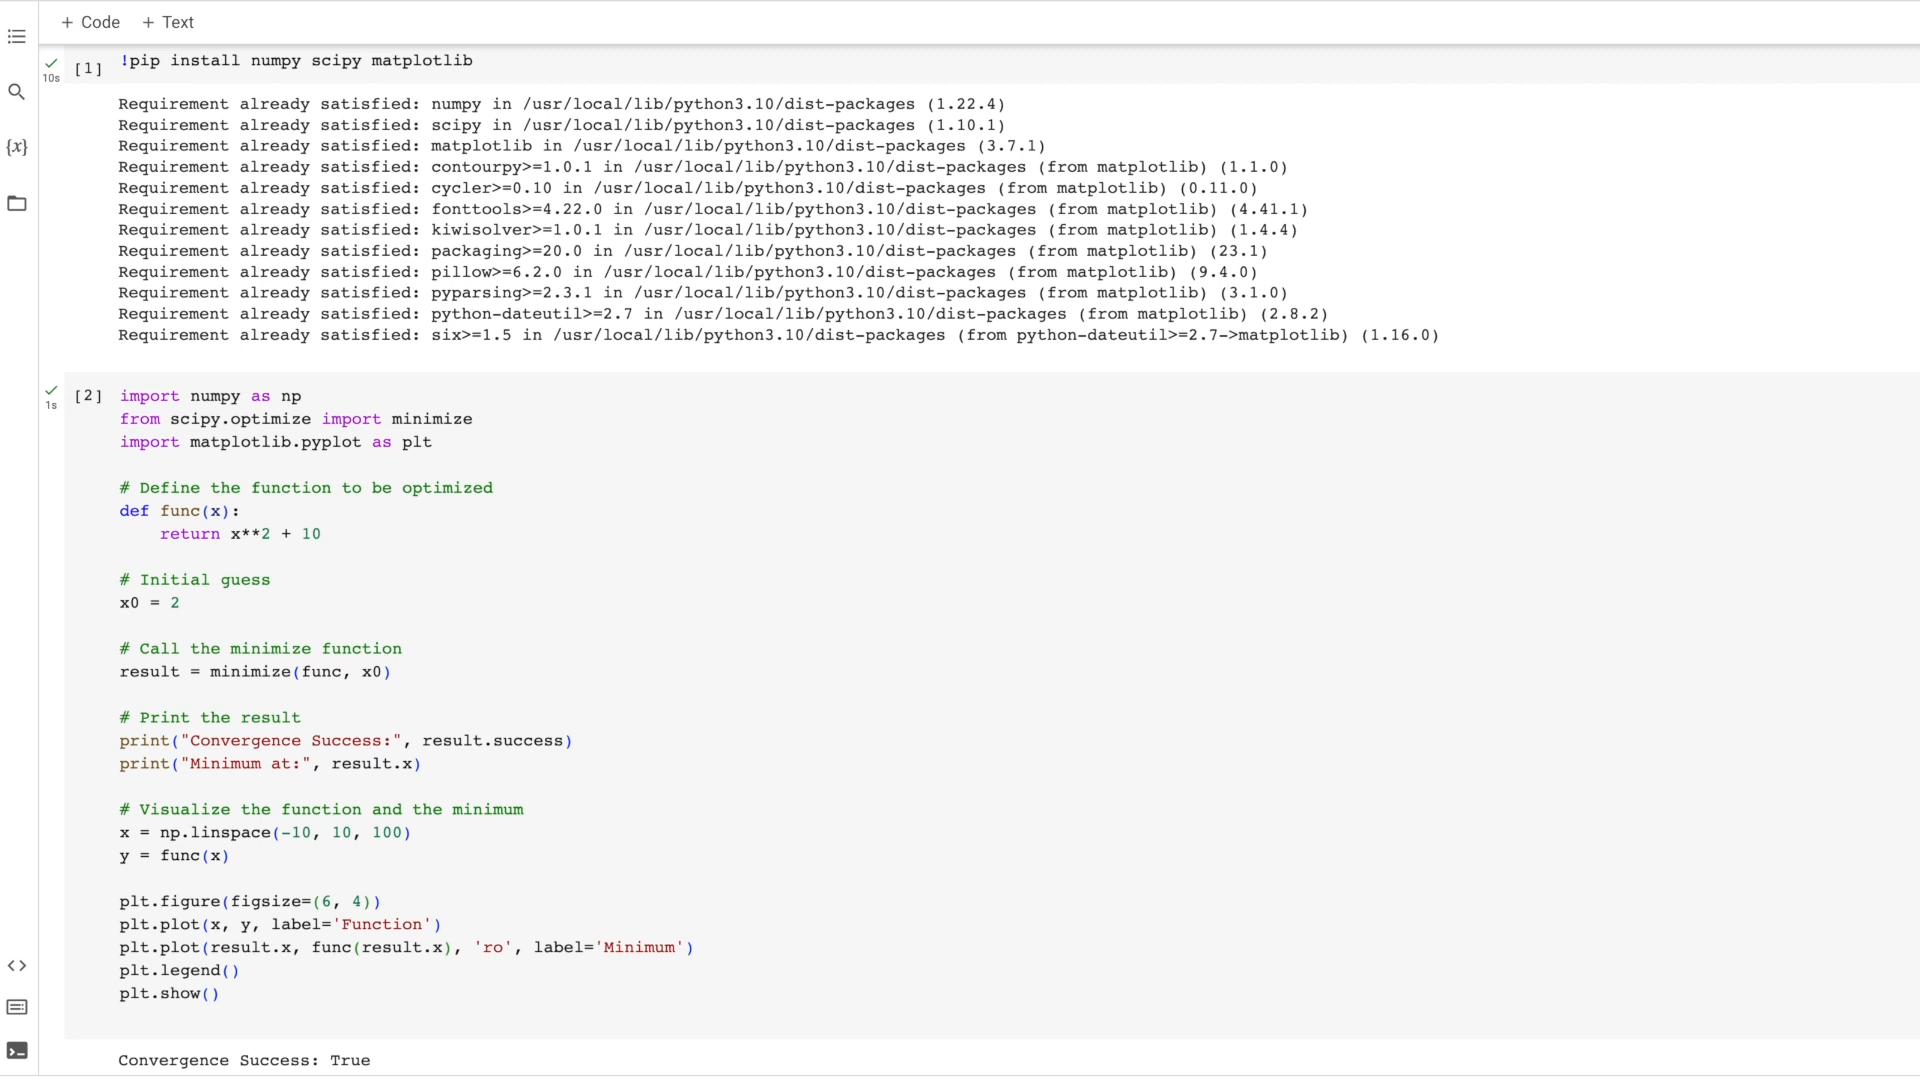 + Code + Text
[1] !pip install numpy scipy matplotlib
10s
Requirement already satisfied: numpy in /usr/local/lib/python3.10/dist-packages (1.22.4)
Requirement already satisfied: scipy in /usr/local/lib/python3.10/dist-packages (1.10.1)
Requirement already satisfied: matplotlib in /usr/local/lib/python3.10/dist-packages (3.7.1)
Requirement already satisfied: contourpy>=1.0.1 in /usr/local/lib/python3.10/dist-packages (from matplotlib) (1.1.0)
Requirement already satisfied: cycler>=0.10 in /usr/local/lib/python3.10/dist-packages (from matplotlib) (0.11.0)
Requirement already satisfied: fonttools>=4.22.0 in /usr/local/lib/python3.10/dist-packages (from matplotlib) (4.41.1)
Requirement already satisfied: kiwisolver>=1.0.1 in /usr/local/lib/python3.10/dist-packages (from matplotlib) (1.4.4)
Requirement already satisfied: packaging>=20.0 in /usr/local/lib/python3.10/dist-packages (from matplotlib) (23.1)
Requirement already satisfied: pillow>=6.2.0 in /usr/local/lib/python3.10/dist-packages (from matplotlib) (9.4.0)
Requirement already satisfied: pyparsing>=2.3.1 in /usr/local/lib/python3.10/dist-packages (from matplotlib) (3.1.0)
Requirement already satisfied: python-dateutil>=2.7 in /usr/local/lib/python3.10/dist-packages (from matplotlib) (2.8.2)
Requirement already satisfied: six>=1.5 in /usr/local/lib/python3.10/dist-packages (from python-dateutil>=2.7->matplotlib) (1.16.0)
[2] import numpy as np
1s
from scipy.optimize import minimize
import matplotlib.pyplot as plt
# Define the function to be optimized
def func(x):
    return x**2 + 10
# Initial guess
x0 = 2
# Call the minimize function
result = minimize(func, x0)
# Print the result
print("Convergence Success:", result.success)
print("Minimum at:", result.x)
# Visualize the function and the minimum
x = np.linspace(-10, 10, 100)
y = func(x)
plt.figure(figsize=(6, 4))
plt.plot(x, y, label='Function')
plt.plot(result.x, func(result.x), 'ro', label='Minimum')
plt.legend()
plt.show()
Convergence Success: True
{x}